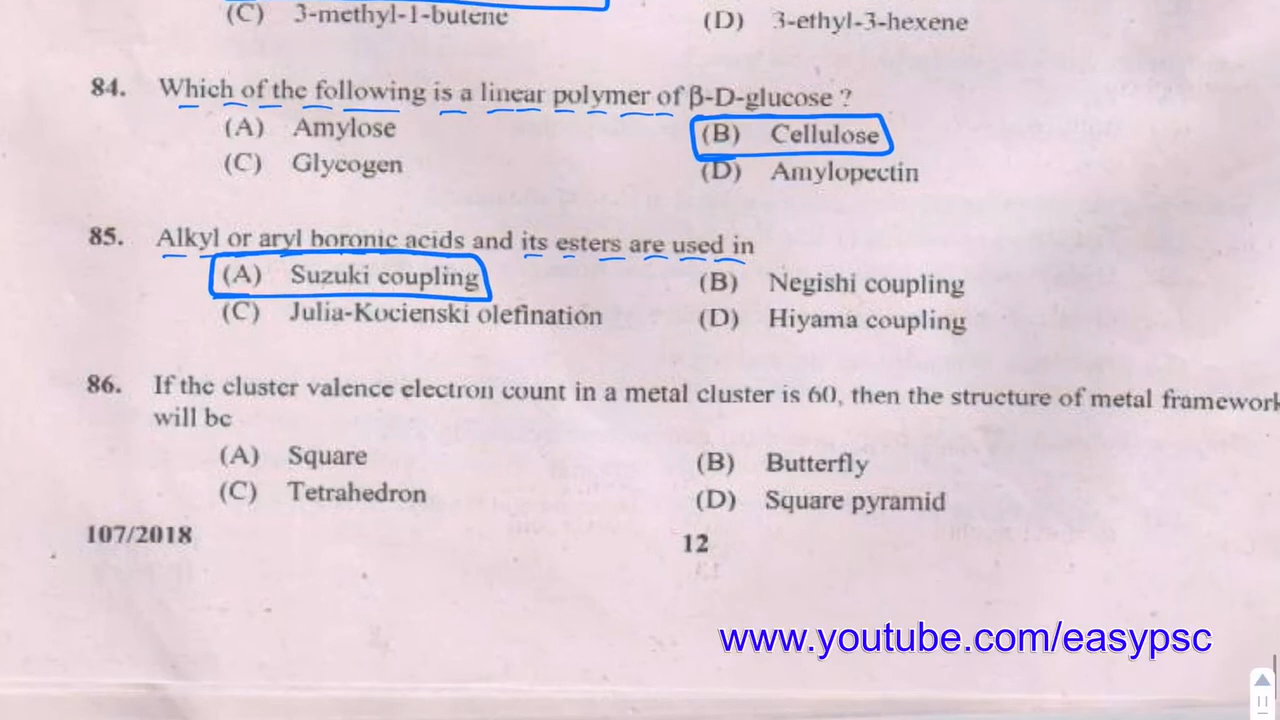 (C) 3-methyl-1-butene (D) 3-ethyl-3-hexene
84. Which of the following is a linear polymer of β-D-glucose ?
(A) Amylose (B) Cellulose
(C) Glycogen (D) Amylopectin
85. Alkyl or aryl boronic acids and its esters are used in
(A) Suzuki coupling (B) Negishi coupling
(C) Julia-Kocienski olefination (D) Hiyama coupling
86. If the cluster valence electron count in a metal cluster is 60, then the structure of metal framework
will be
(A) Square (B) Butterfly
(C) Tetrahedron (D) Square pyramid
107/2018 12
www.youtube.com/easypsc